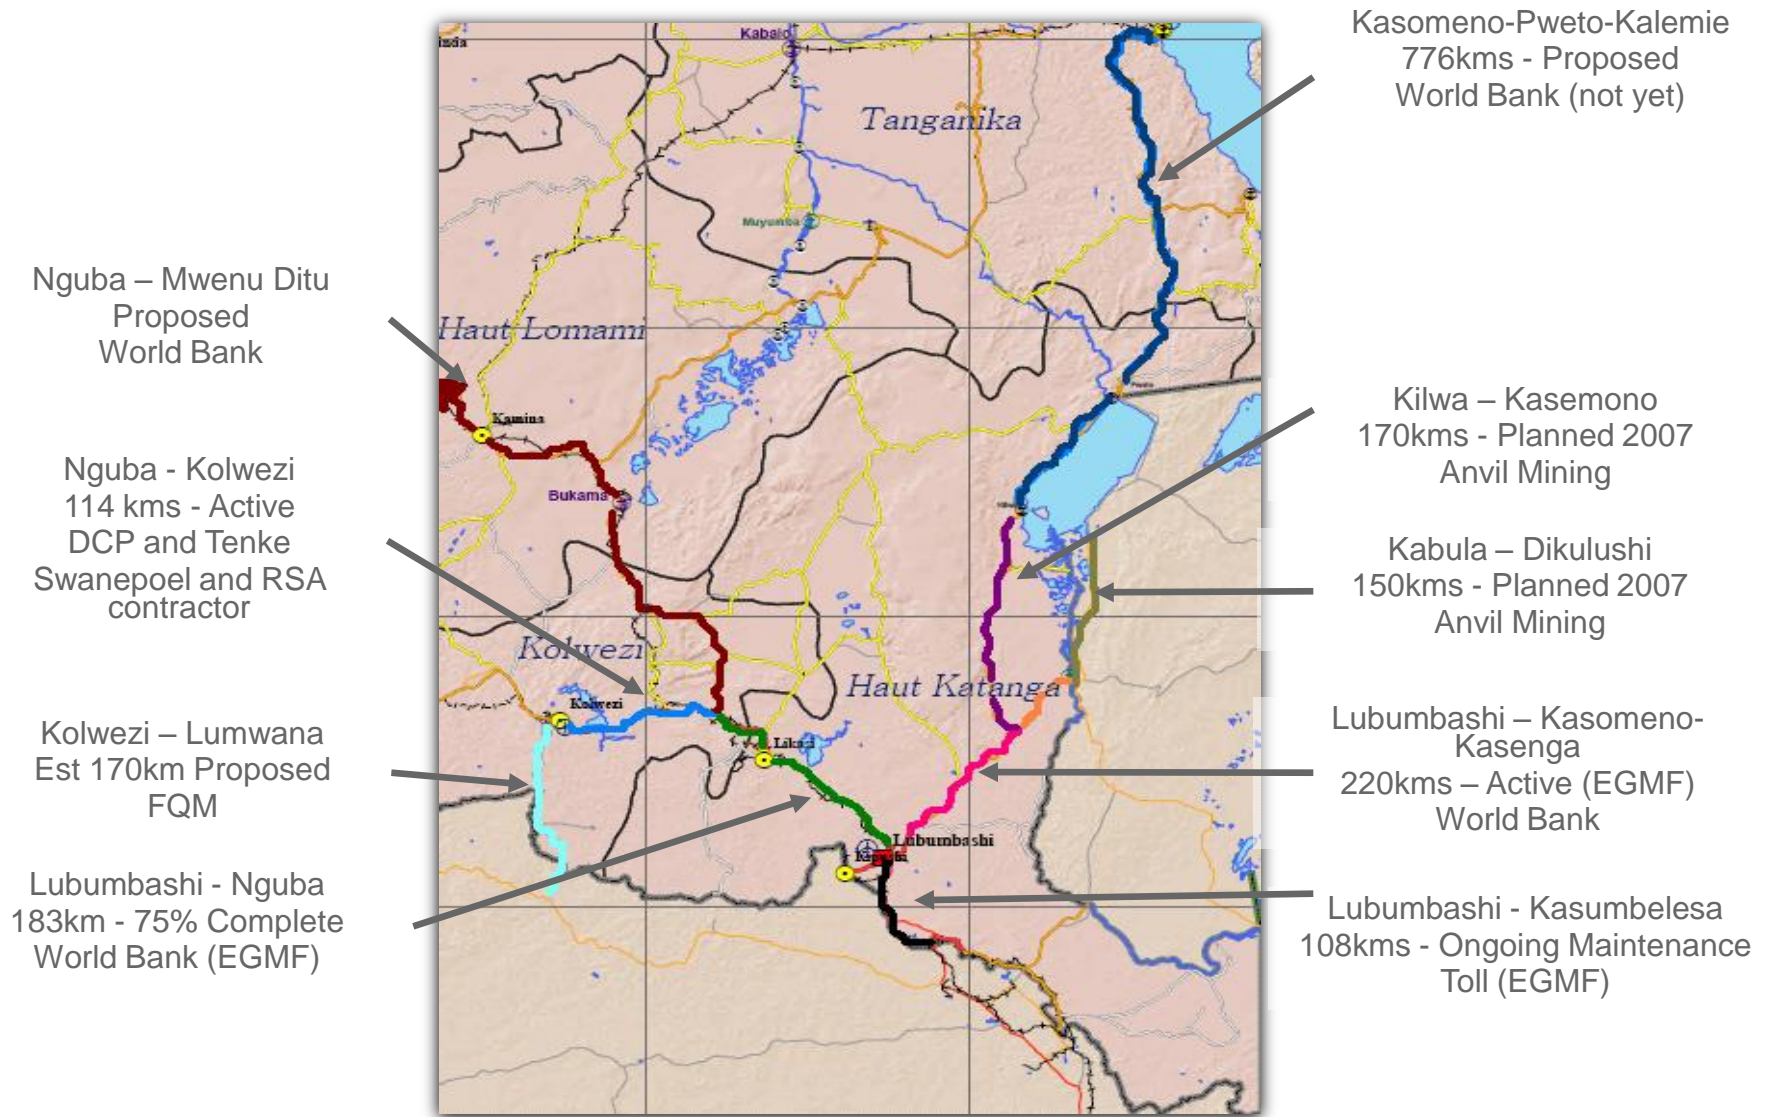 Kasomeno-Pweto-Kalemie
776kms - Proposed
World Bank (not yet)
Nguba – Mwenu Ditu
Proposed
World Bank
Nguba - Kolwezi
114 kms - Active
DCP and Tenke
Swanepoel and RSA
contractor
Kolwezi – Lumwana
Est 170km Proposed
FQM
Lubumbashi - Nguba
183km - 75% Complete
World Bank (EGMF)
Kilwa – Kasemono
170kms - Planned 2007
Anvil Mining
Kabula – Dikulushi
150kms - Planned 2007
Anvil Mining
Lubumbashi – Kasomeno-
Kasenga
220kms – Active (EGMF)
World Bank
Lubumbashi - Kasumbelesa
108kms - Ongoing Maintenance
Toll (EGMF)
Kabalo
Tanganika
Muyumba
Haut Lomami
Kamina
Bukama
Kolwezi
Haut Katanga
Kolwezi
Likasi
Lubumbashi